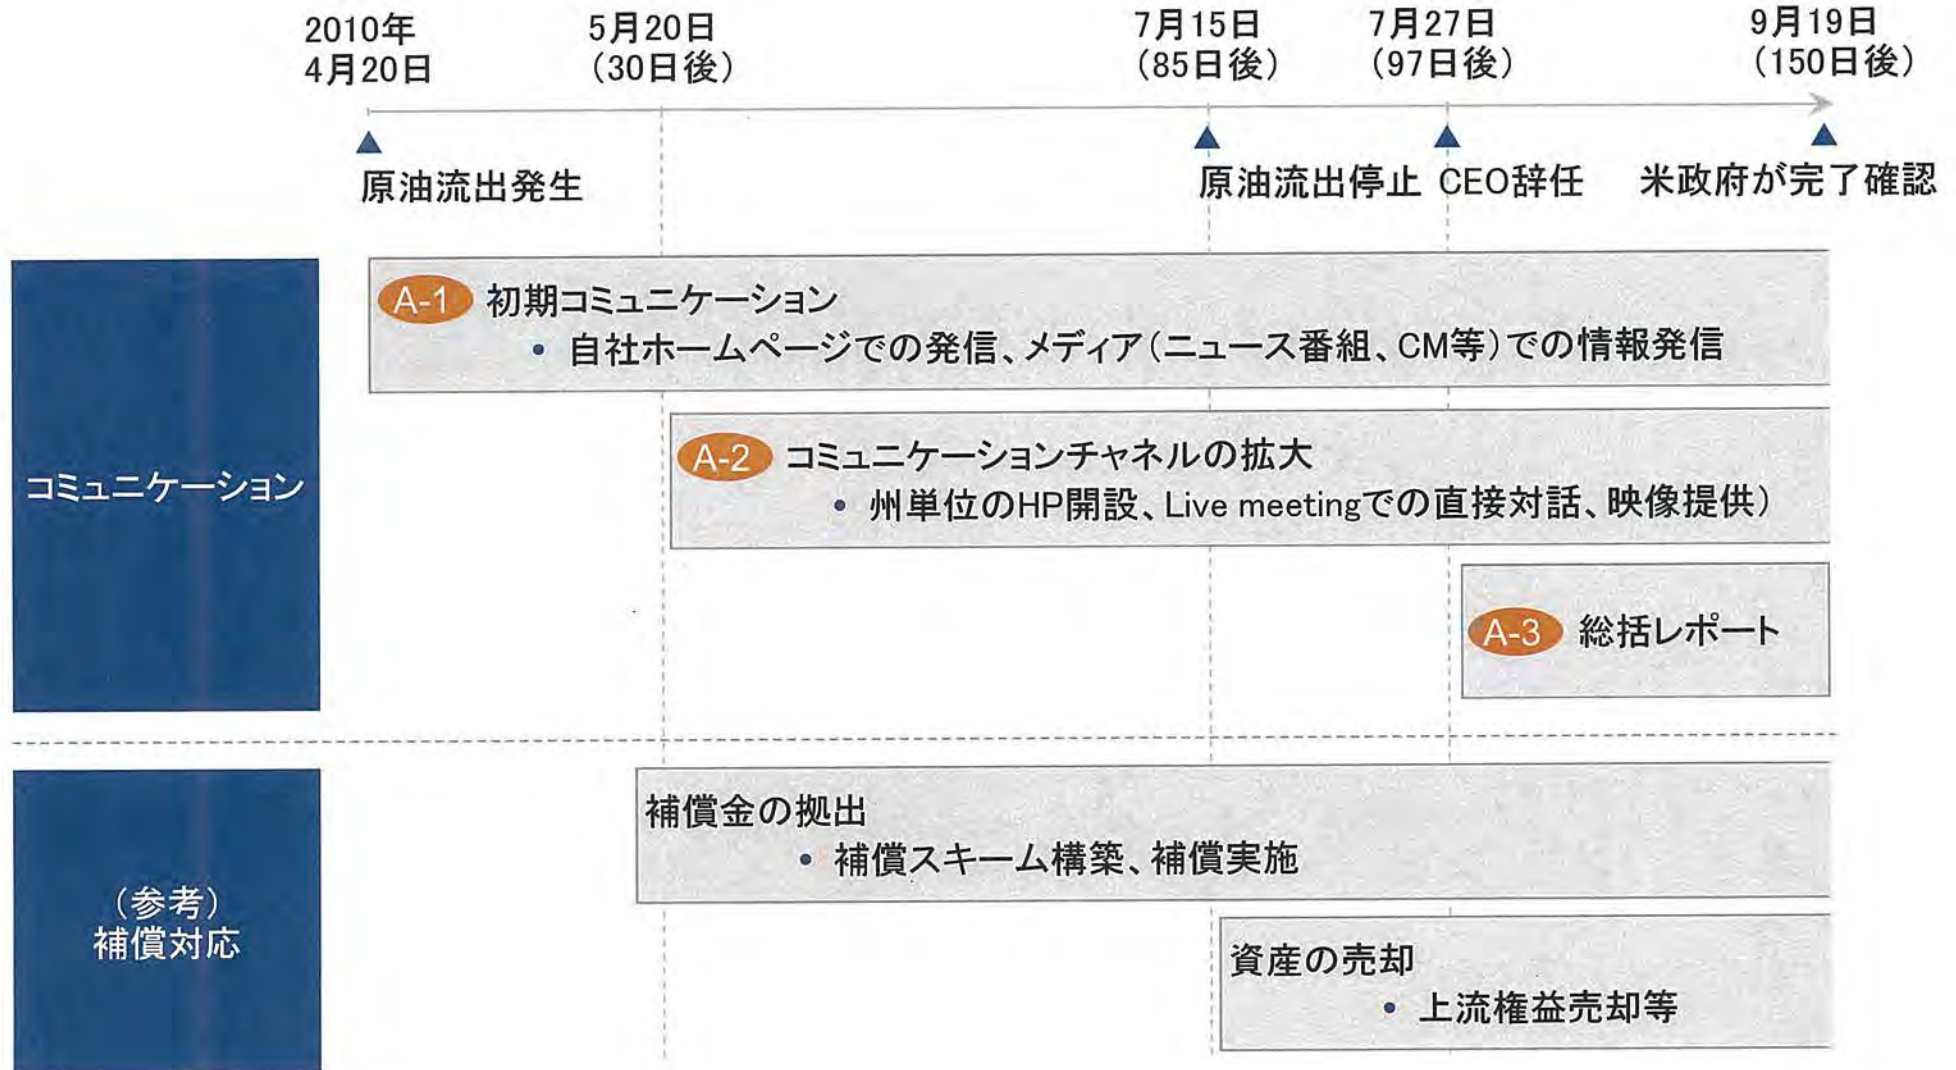 2010年
4月20日
5月20日
（30日後）
7月15日
（85日後）
7月27日
（97日後）
9月19日
（150日後）
原油流出発生
原油流出停止
CEO辞任
米政府が完了確認
コミュニケーション
A-1 初期コミュニケーション
• 自社ホームページでの発信、メディア（ニュース番組、CM等）での情報発信
A-2 コミュニケーションチャネルの拡大
• 州単位のHP開設、Live meetingでの直接対話、映像提供）
A-3 総括レポート
（参考）
補償対応
補償金の拠出
• 補償スキーム構築、補償実施
資産の売却
• 上流権益売却等